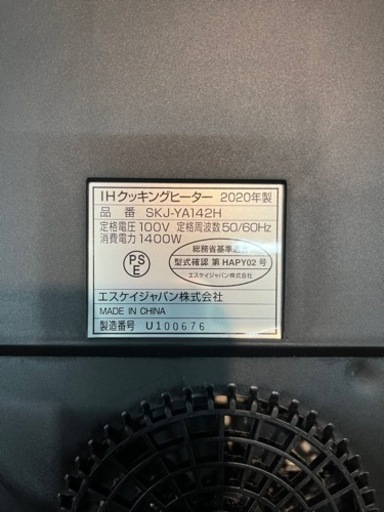 IHクッキングヒーター 2020年製
品番 SKJ-YA142H
定格電圧 100V 定格周波数 50/60Hz
消費電力 1400W
総務省基準適合
型式確認 第 HAPY02 号
エスケイジャパン株式会社
PS
E
エスケイジャパン株式会社
MADE IN CHINA
製造番号 U100676